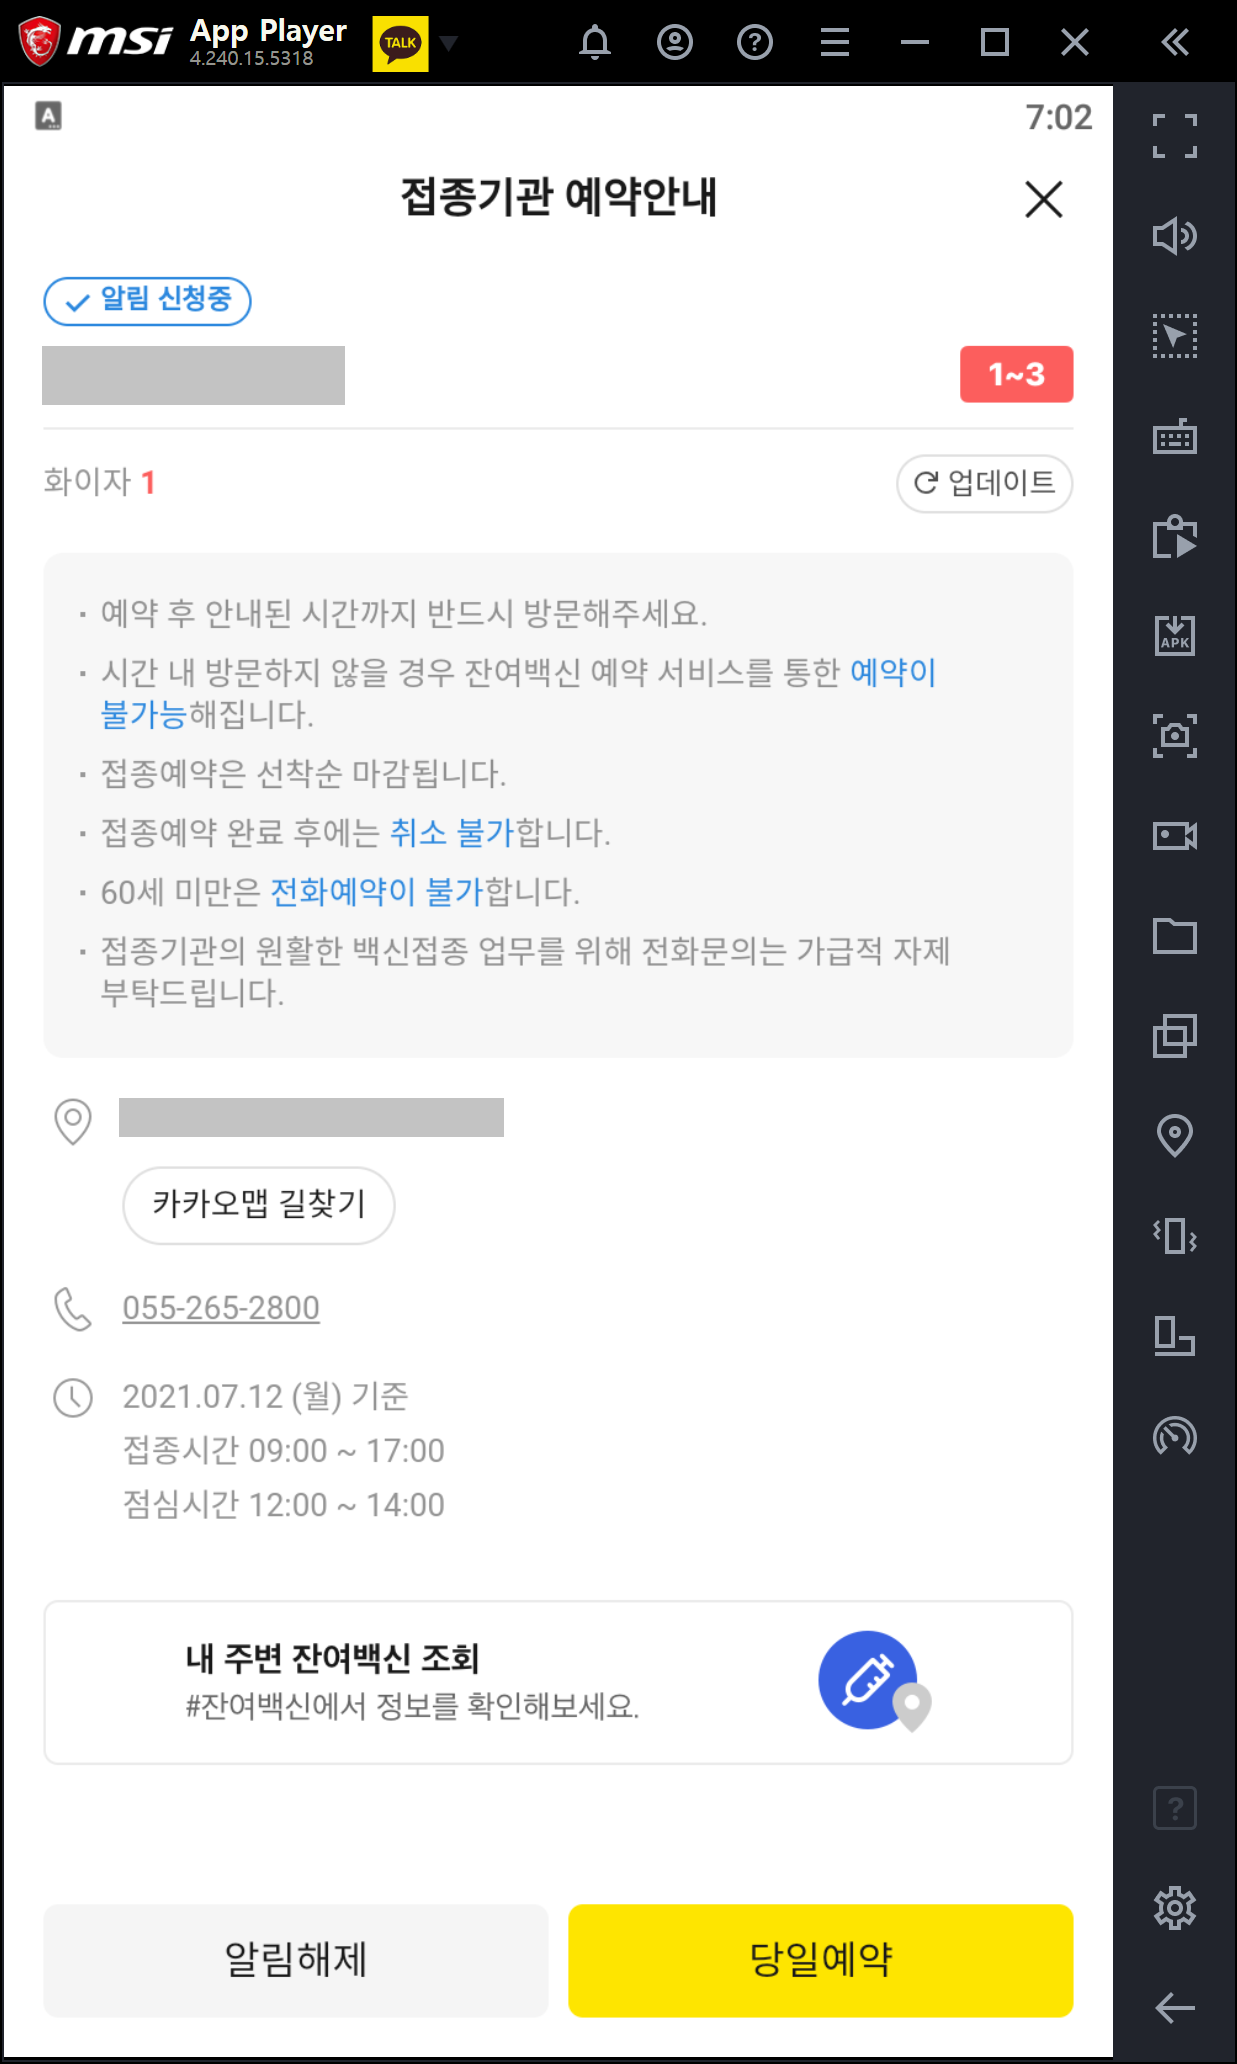 msi App Player
4.240.15.5318
TALK
A
7:02
접종기관 예약안내
알림 신청중
1~3
화이자 1
업데이트
· 예약 후 안내된 시간까지 반드시 방문해주세요.
· 시간 내 방문하지 않을 경우 잔여백신 예약 서비스를 통한 예약이
불가능해집니다.
· 접종예약은 선착순 마감됩니다.
· 접종예약 완료 후에는 취소 불가합니다.
· 60세 미만은 전화예약이 불가합니다.
· 접종기관의 원활한 백신접종 업무를 위해 전화문의는 가급적 자제
부탁드립니다.
카카오맵 길찾기
055-265-2800
2021.07.12 (월) 기준
접종시간 09:00 ~ 17:00
점심시간 12:00 ~ 14:00
내 주변 잔여백신 조회
#잔여백신에서 정보를 확인해보세요.
알림해제
당일예약
APK